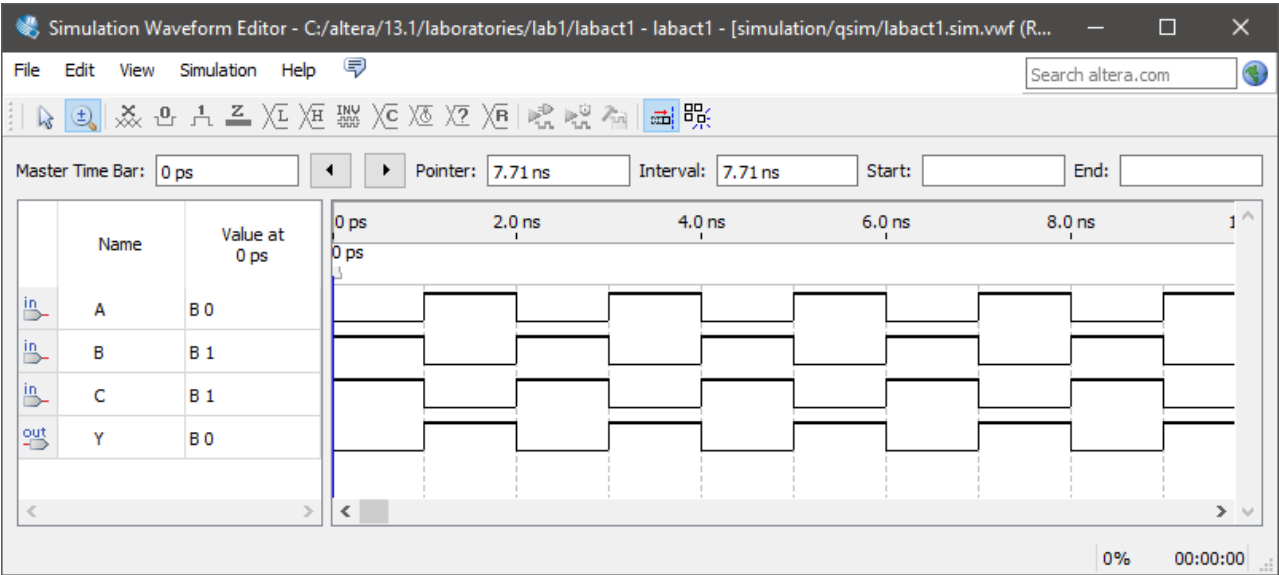 Simulation Waveform Editor - C:/altera/13.1/laboratories/lab1/labact1 - labact1 - [simulation/qsim/labact1.sim.vwf (R...
File Edit View Simulation Help
Search altera.com
Master Time Bar: 0 ps Pointer: 7.71 ns Interval: 7.71 ns Start: End:
Name Value at 0 ps
0 ps 2.0 ns 4.0 ns 6.0 ns 8.0 ns 1
0 ps
in A B 0
in B B 1
in C B 1
out Y B 0
0% 00:00:00